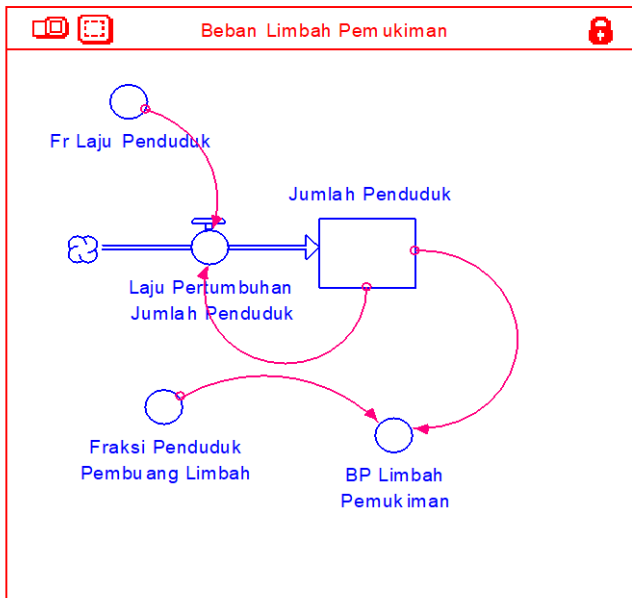 Beban Limbah Pemukiman
Fr Laju Penduduk
Jumlah Penduduk
Laju Pertumbuhan
Jumlah Penduduk
Fraksi Penduduk
Pembuang Limbah
BP Limbah
Pemukiman